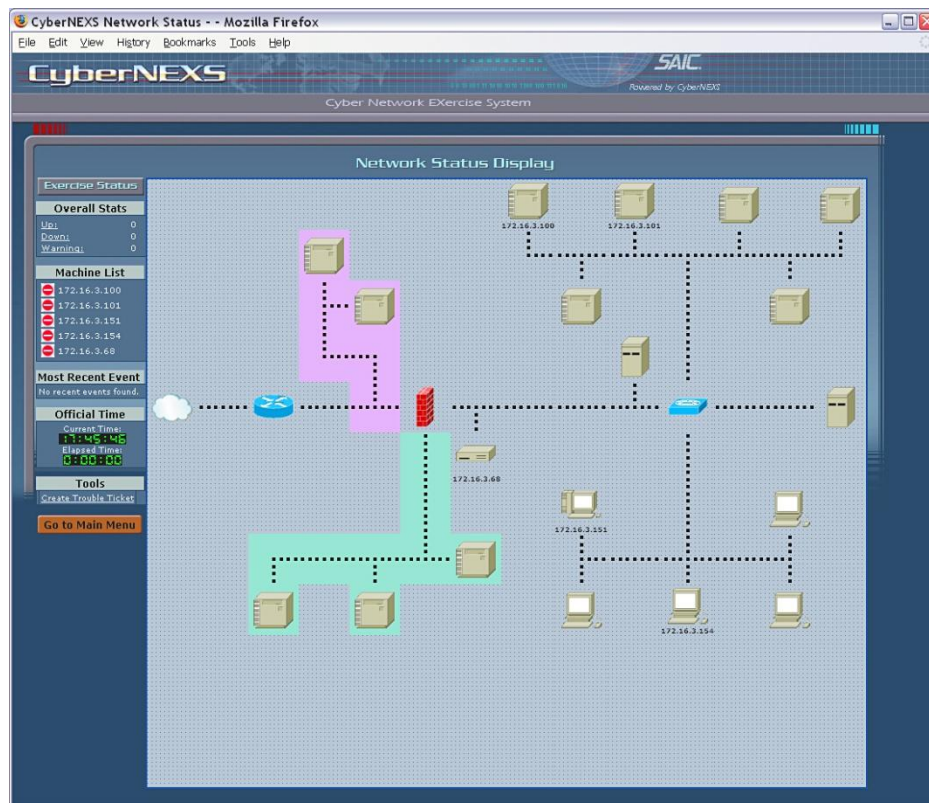 CyberNEXS Network Status - - Mozilla Firefox
File Edit View History Bookmarks Tools Help
CyberNEXS
SAIC
Powered by CyberNEXS
Cyber Network EXercise System
Network Status Display
Exercise Status
Overall Stats
Up: 0
Down: 0
Warning: 0
Machine List
172.16.3.100
172.16.3.101
172.16.3.151
172.16.3.154
172.16.3.68
Most Recent Event
No recent events found.
Official Time
Current Time:
17:45:46
Elapsed Time:
0:00:00
Tools
Create Trouble Ticket
Go to Main Menu
172.16.3.100
172.16.3.101
172.16.3.68
172.16.3.151
172.16.3.154